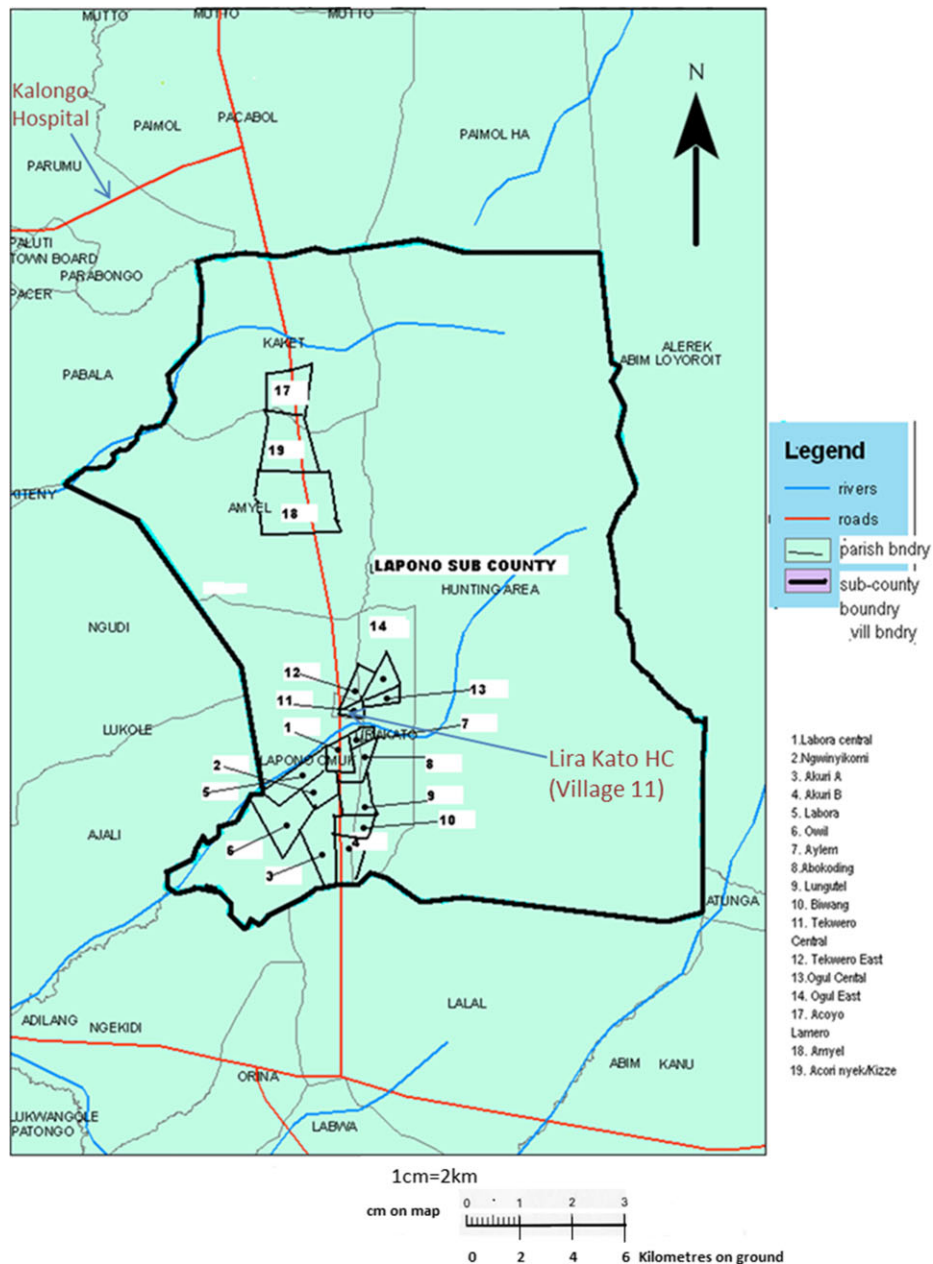 MUTTO
MUTTO
MUTTO
N
Kalongo
Hospital
PACABOL
PAIMOL
PAIMOL HA
PARUMU
PALUTI
TOWN BOARD
PARABONGO
PACER
KAKET
ALEREK
ABIM LOYOROIT
PABALA
17
19
Legend
rivers
roads
parish bndry
sub-county
boundry
vill bndry
KITENY
AMYEL
18
LAPONO SUB COUNTY
HUNTING AREA
14
NGUDI
12
13
11
LUKOLE
1
7
LAPONO OMUK
2
8
5
Lira Kato HC
(Village 11)
9
10
AJALI
6
4
3
ATUNGA
1.Labora central
2.Ngwinyikomi
3. Akuri A
4. Akuri B
5. Labora
6. Owil
7. Aylem
8.Abokoding
9. Lungutel
10. Biwang
11. Tekwero
Central
12. Tekwero East
13.Ogul Cental
14. Ogul East
17. Acoyo
Lamero
18. Amyel
19. Acori nyek/Kizze
LALAL
ADILANG
NGEKIDI
ABIM
KANU
ORINA
LUKWANGOLE
PATONGO
LABWA
1cm=2km
cm on map
0 1 2 3
0 2 4 6 Kilometres on ground